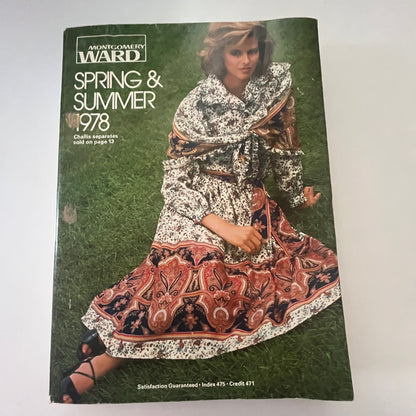 MONTGOMERY
WARD
SPRING &
SUMMER
1978
Challis separates
sold on page 13
Satisfaction Guaranteed • Index 475 • Credit 471